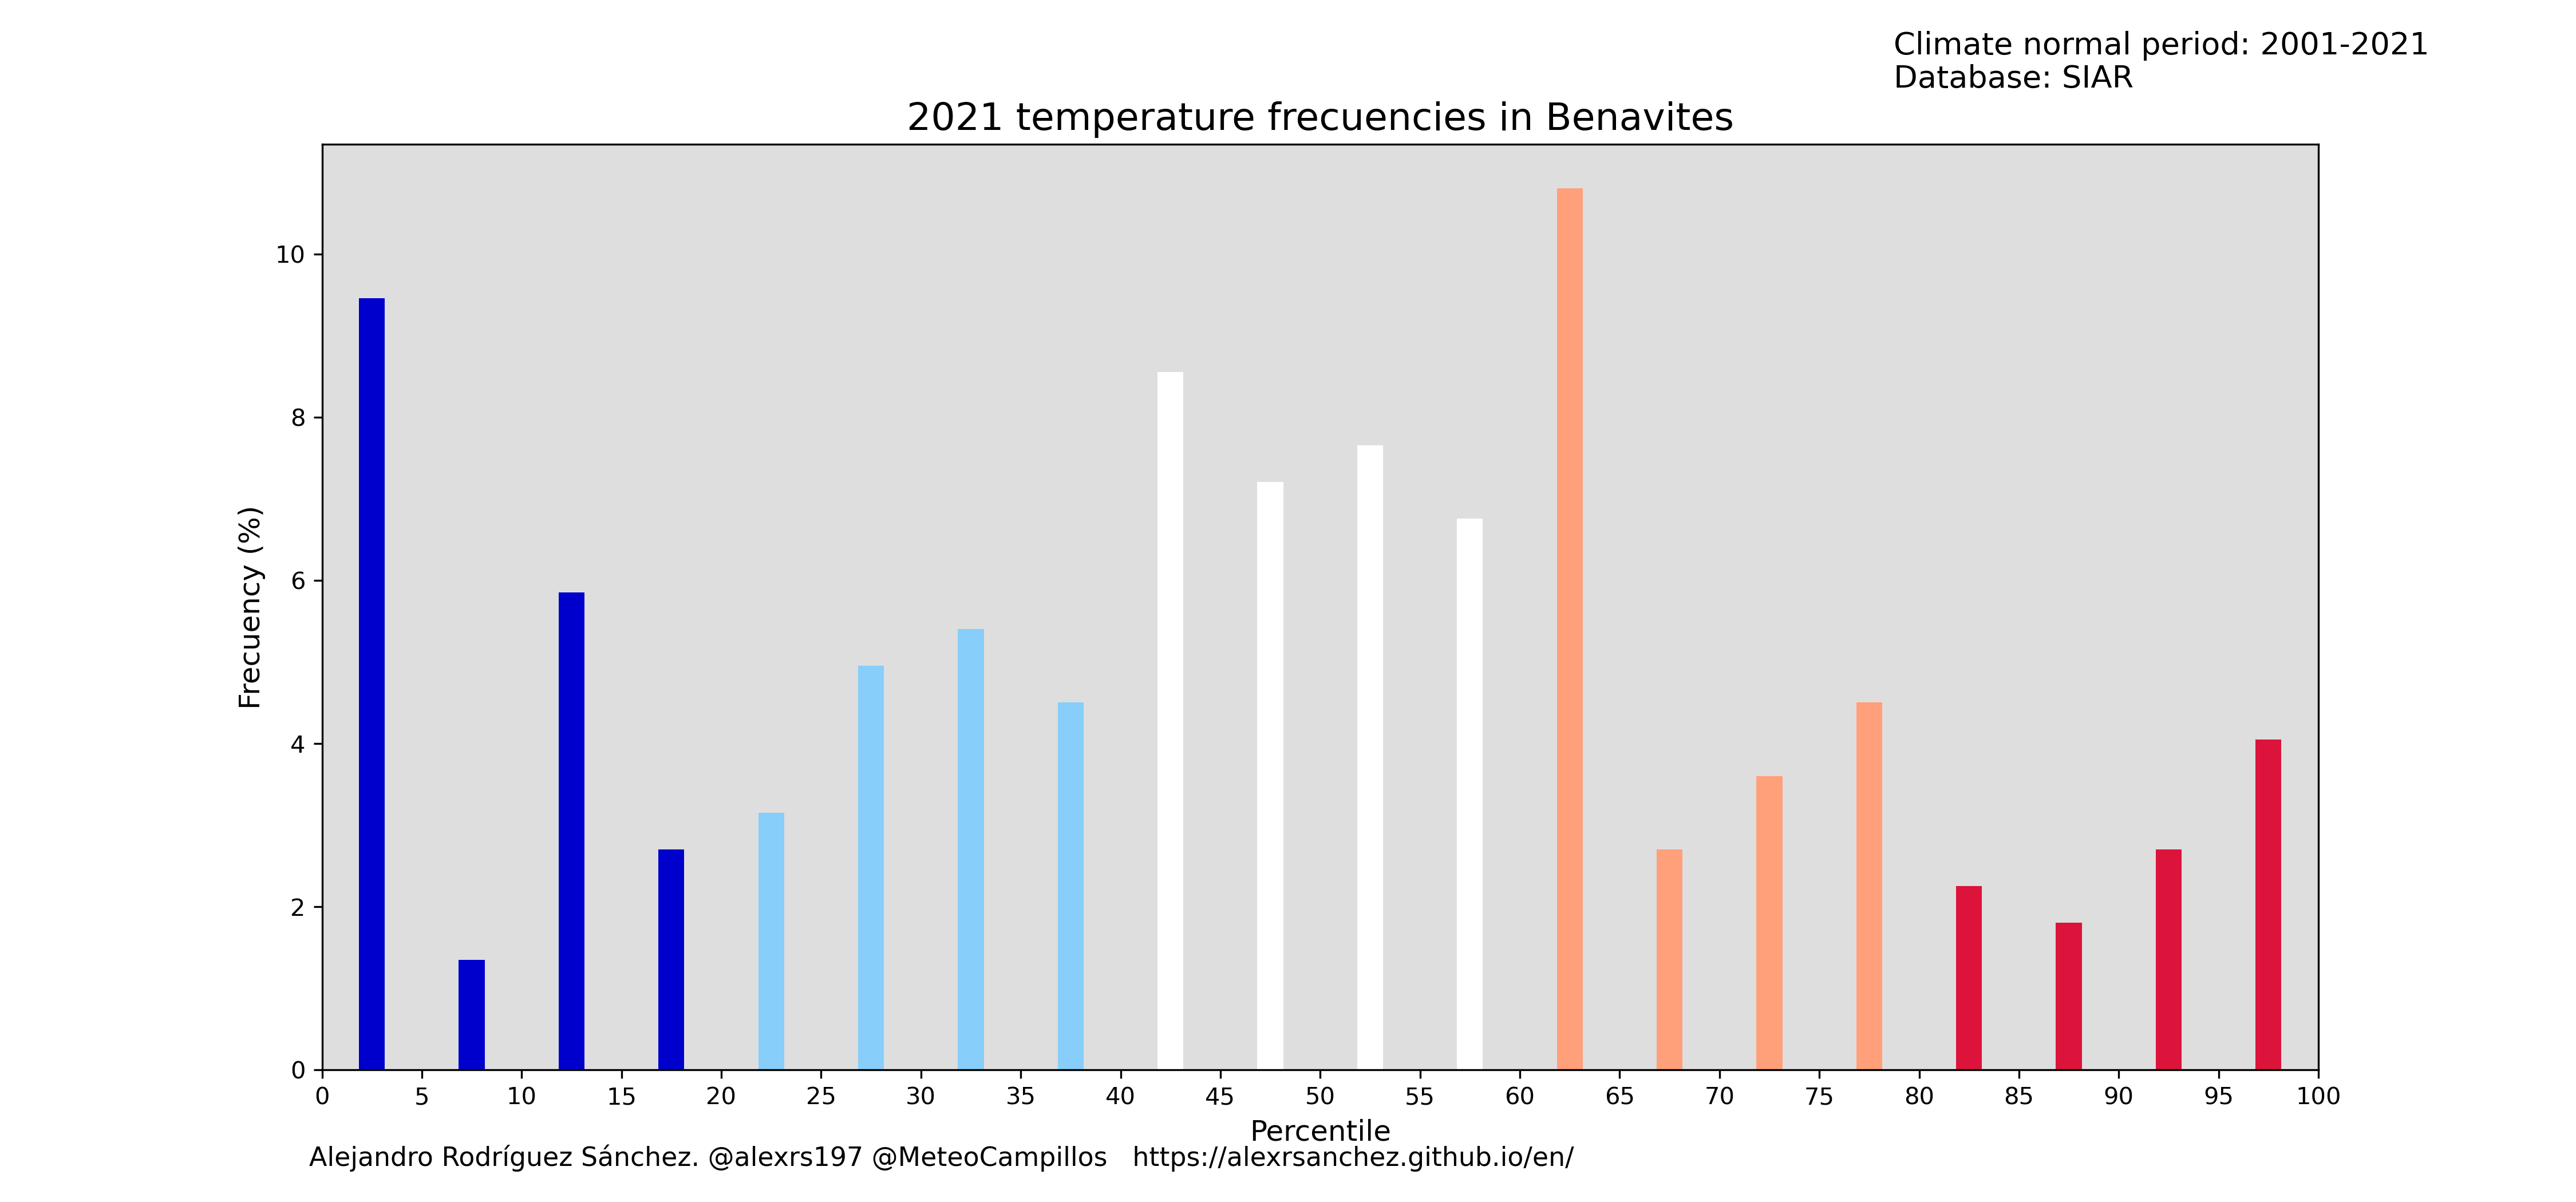 Climate normal period: 2001-2021
Database: SIAR
2021 temperature frecuencies in Benavites
Frecuency (%)
10
8
6
4
2
0
0 5 10 15 20 25 30 35 40 45 50 55 60 65 70 75 80 85 90 95 100
Percentile
Alejandro Rodríguez Sánchez. @alexrs197 @MeteoCampillos https://alexrsanchez.github.io/en/